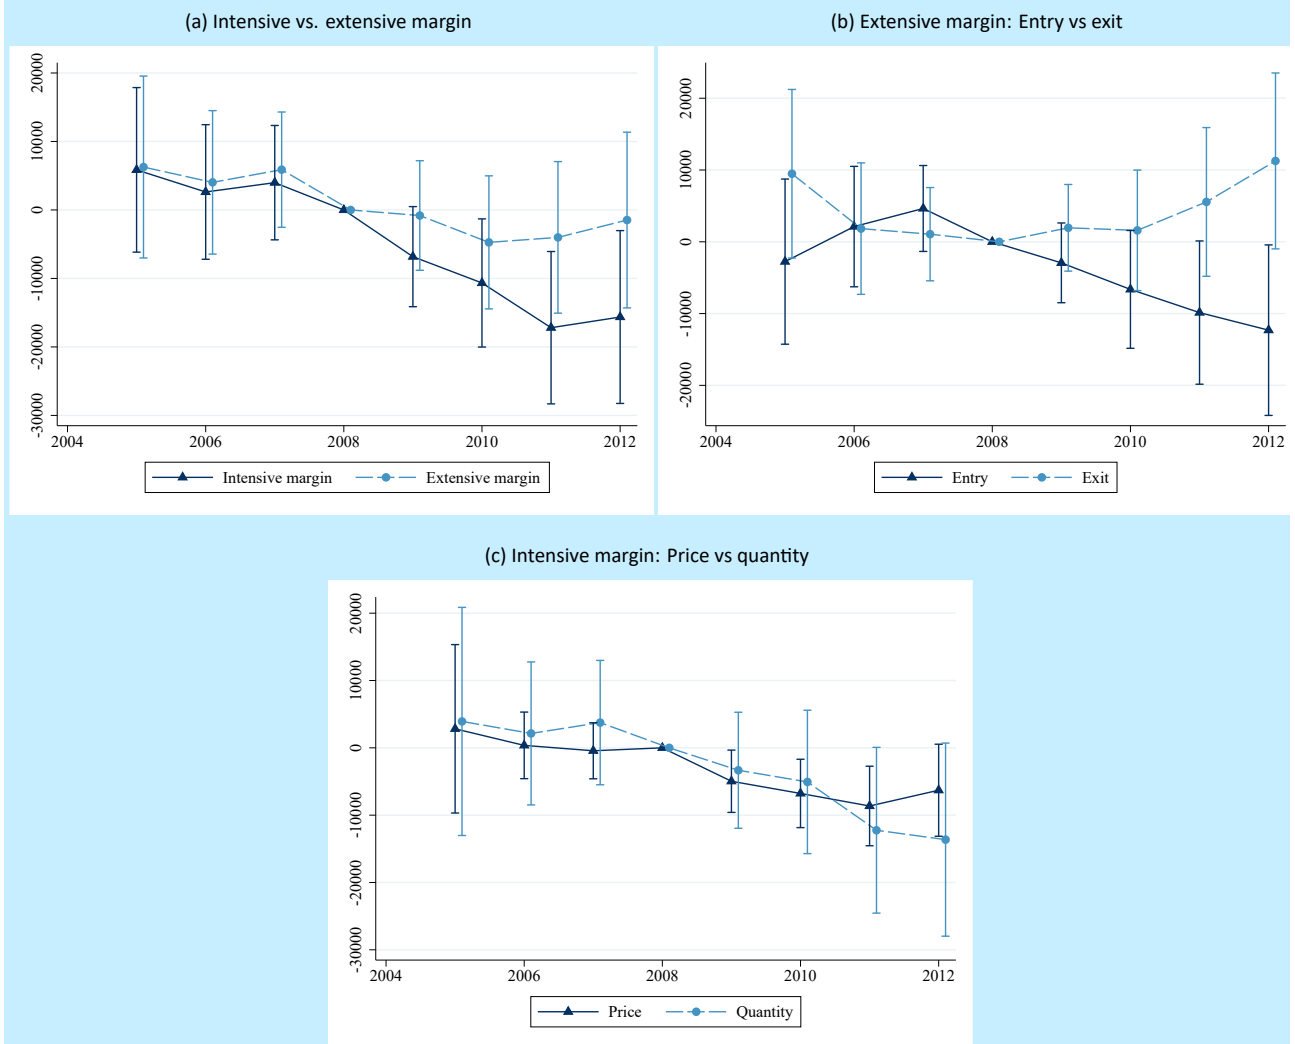 (a) Intensive vs. extensive margin
20000
10000
0
-10000
-20000
-30000
2004 2006 2008 2010 2012
Intensive margin Extensive margin
(b) Extensive margin: Entry vs exit
20000
10000
0
-10000
-20000
2004 2006 2008 2010 2012
Entry Exit
(c) Intensive margin: Price vs quantity
20000
10000
0
-10000
-20000
-30000
2004 2006 2008 2010 2012
Price Quantity